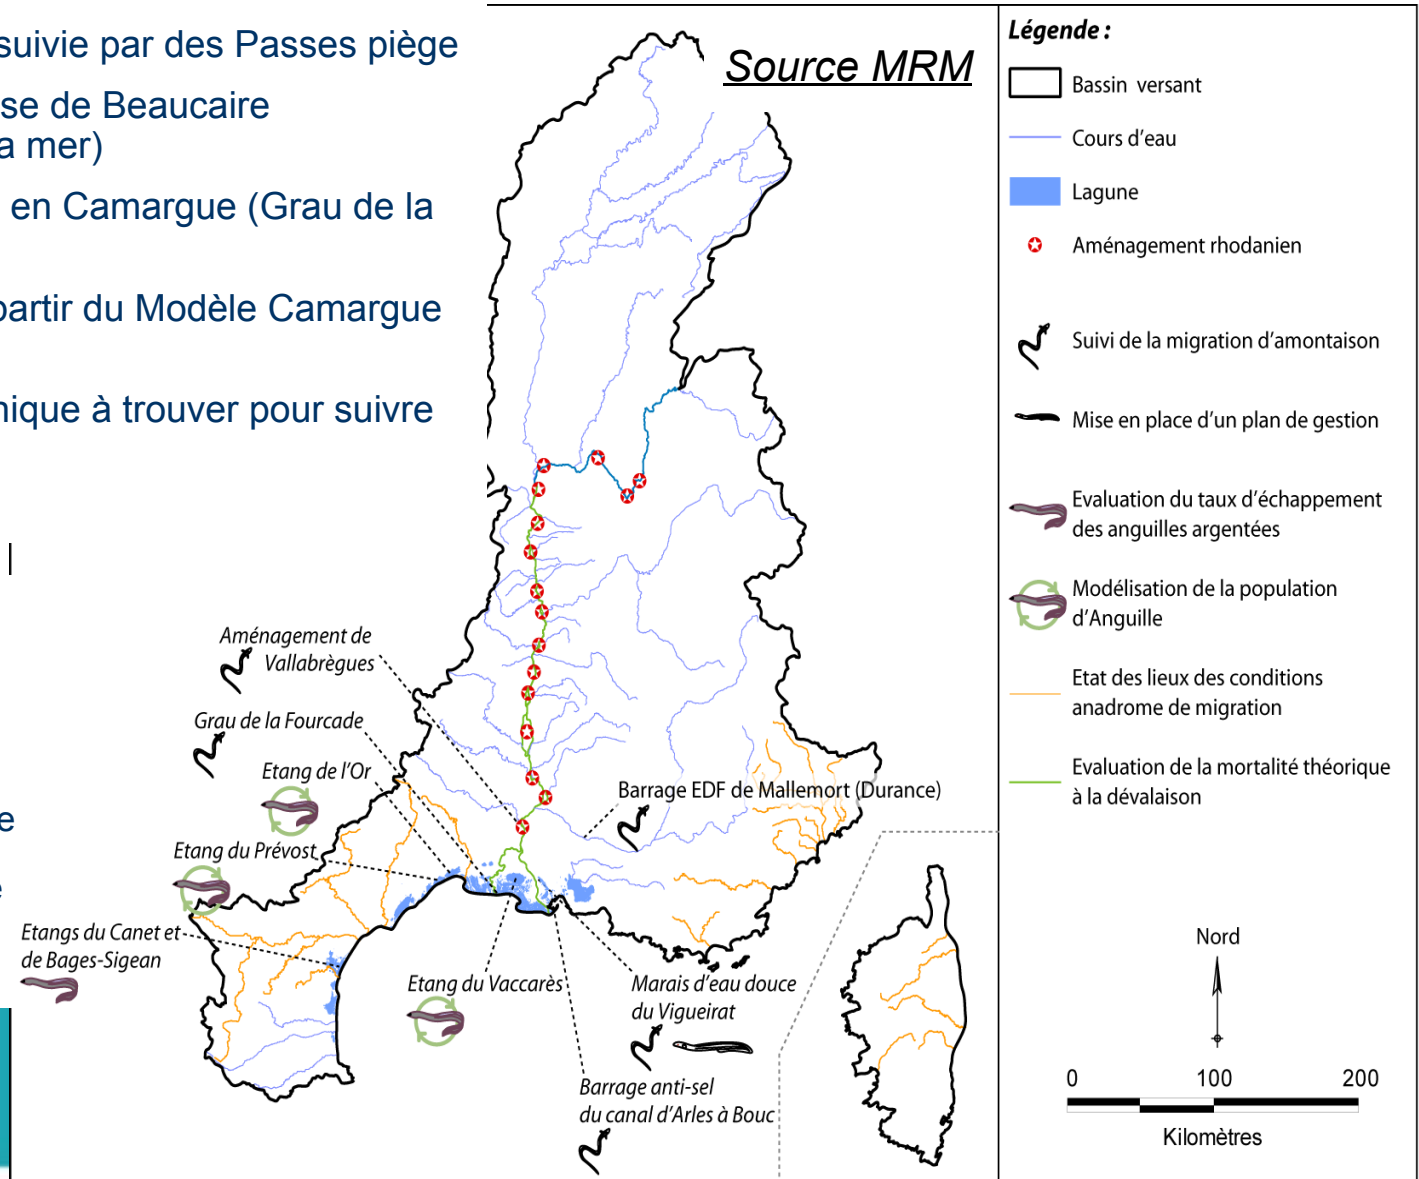 suivie par des Passes piège
se de Beaucaire
a mer)
en Camargue (Grau de la
partir du Modèle Camargue
nique à trouver pour suivre
e
e
Source MRM
Aménagement de
Vallabrègues
Grau de la Fourcade
Etang de l'Or
Etang du Prévost
Etangs du Canet et
de Bages-Sigean
Barrage EDF de Mallemort (Durance)
Etang du Vaccarès
Marais d'eau douce
du Vigueirat
Barrage anti-sel
du canal d'Arles à Bouc
Légende :
Bassin versant
Cours d'eau
Lagune
Aménagement rhodanien
Suivi de la migration d'amontaison
Mise en place d'un plan de gestion
Evaluation du taux d'échappement
des anguilles argentées
Modélisation de la population
d'Anguille
Etat des lieux des conditions
anadrome de migration
Evaluation de la mortalité théorique
à la dévalaison
Nord
0 100 200
Kilomètres